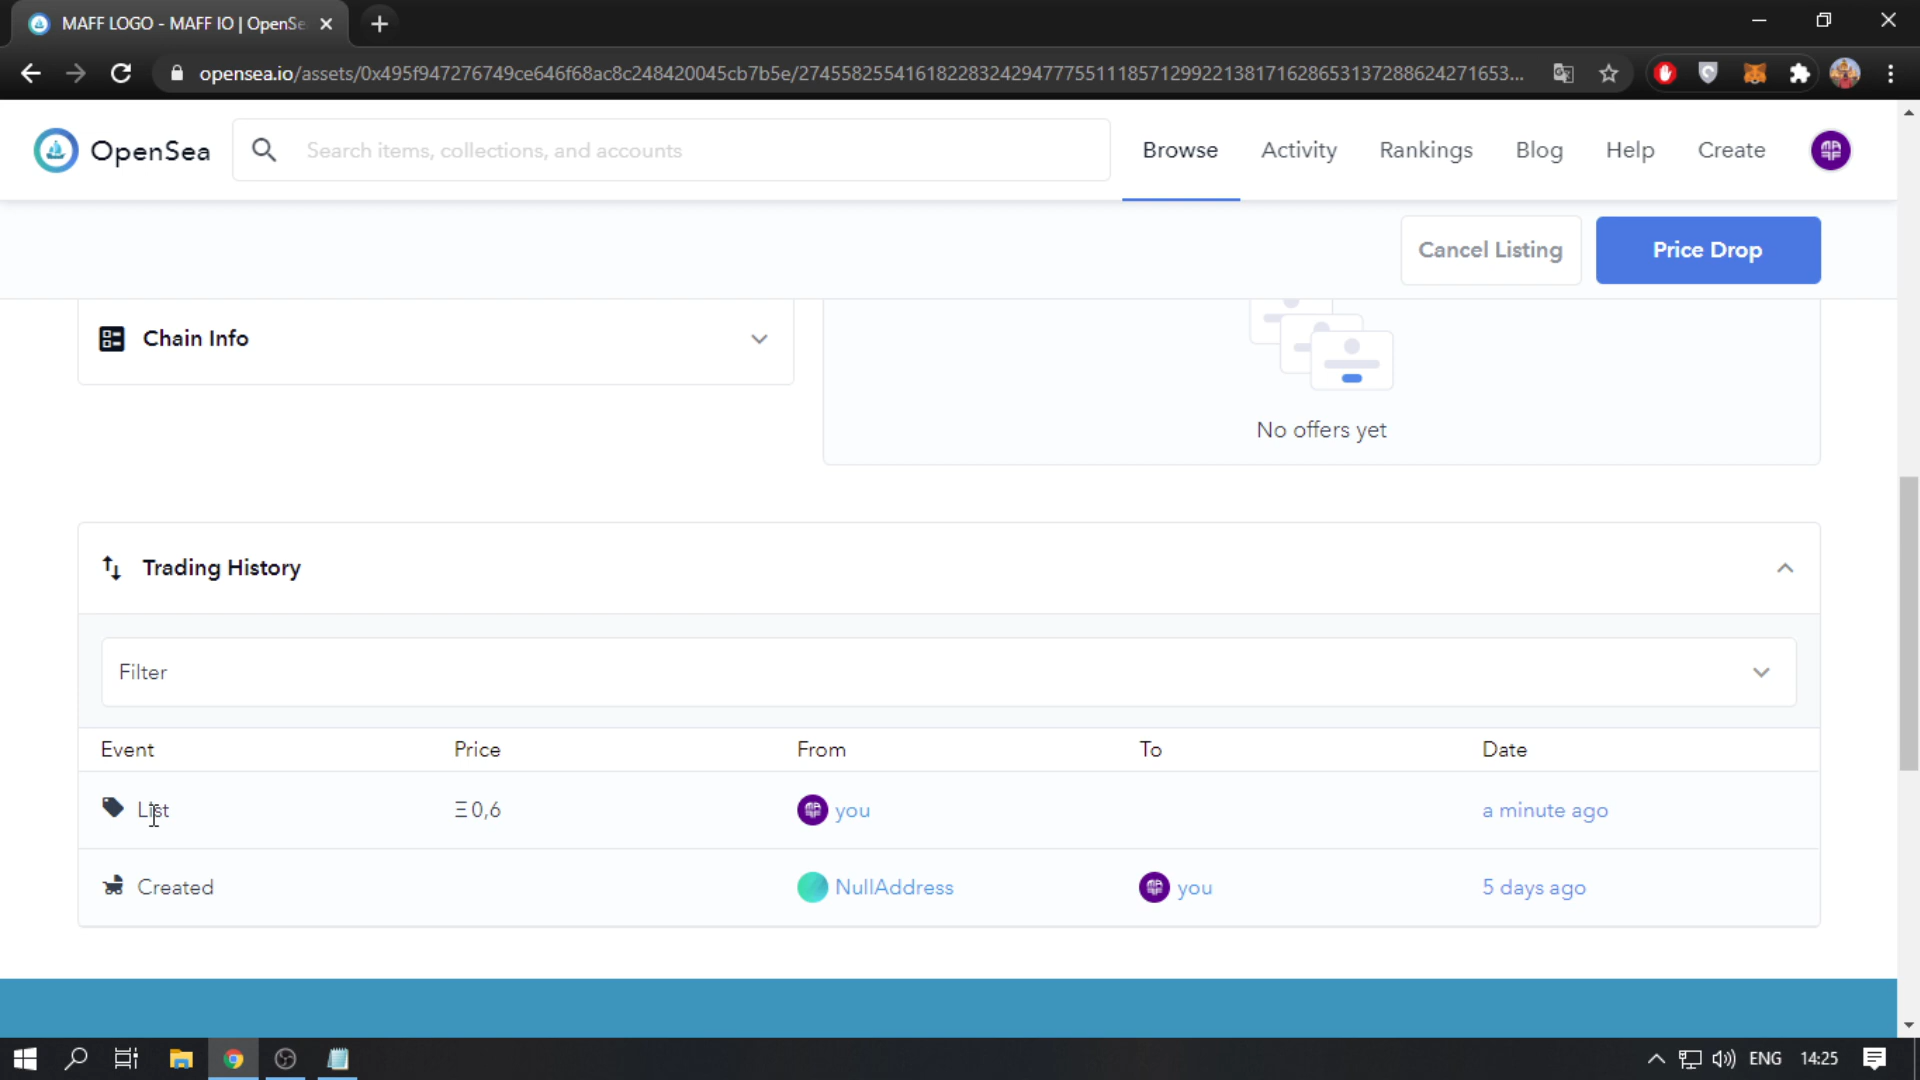 MAFF LOGO - MAFF IO | OpenSe
opensea.io/assets/0x495f947276749ce646f68ac8c248420045cb7b5e/27455825541618228324294777551118571299221381716286531372886242716​53...
OpenSea
Search items, collections, and accounts
Browse
Activity
Rankings
Blog
Help
Create
Cancel Listing
Price Drop
Chain Info
No offers yet
Trading History
Filter
Event Price From To Date
List Ξ0,6 you a minute ago
Created NullAddress you 5 days ago
ENG 14:25